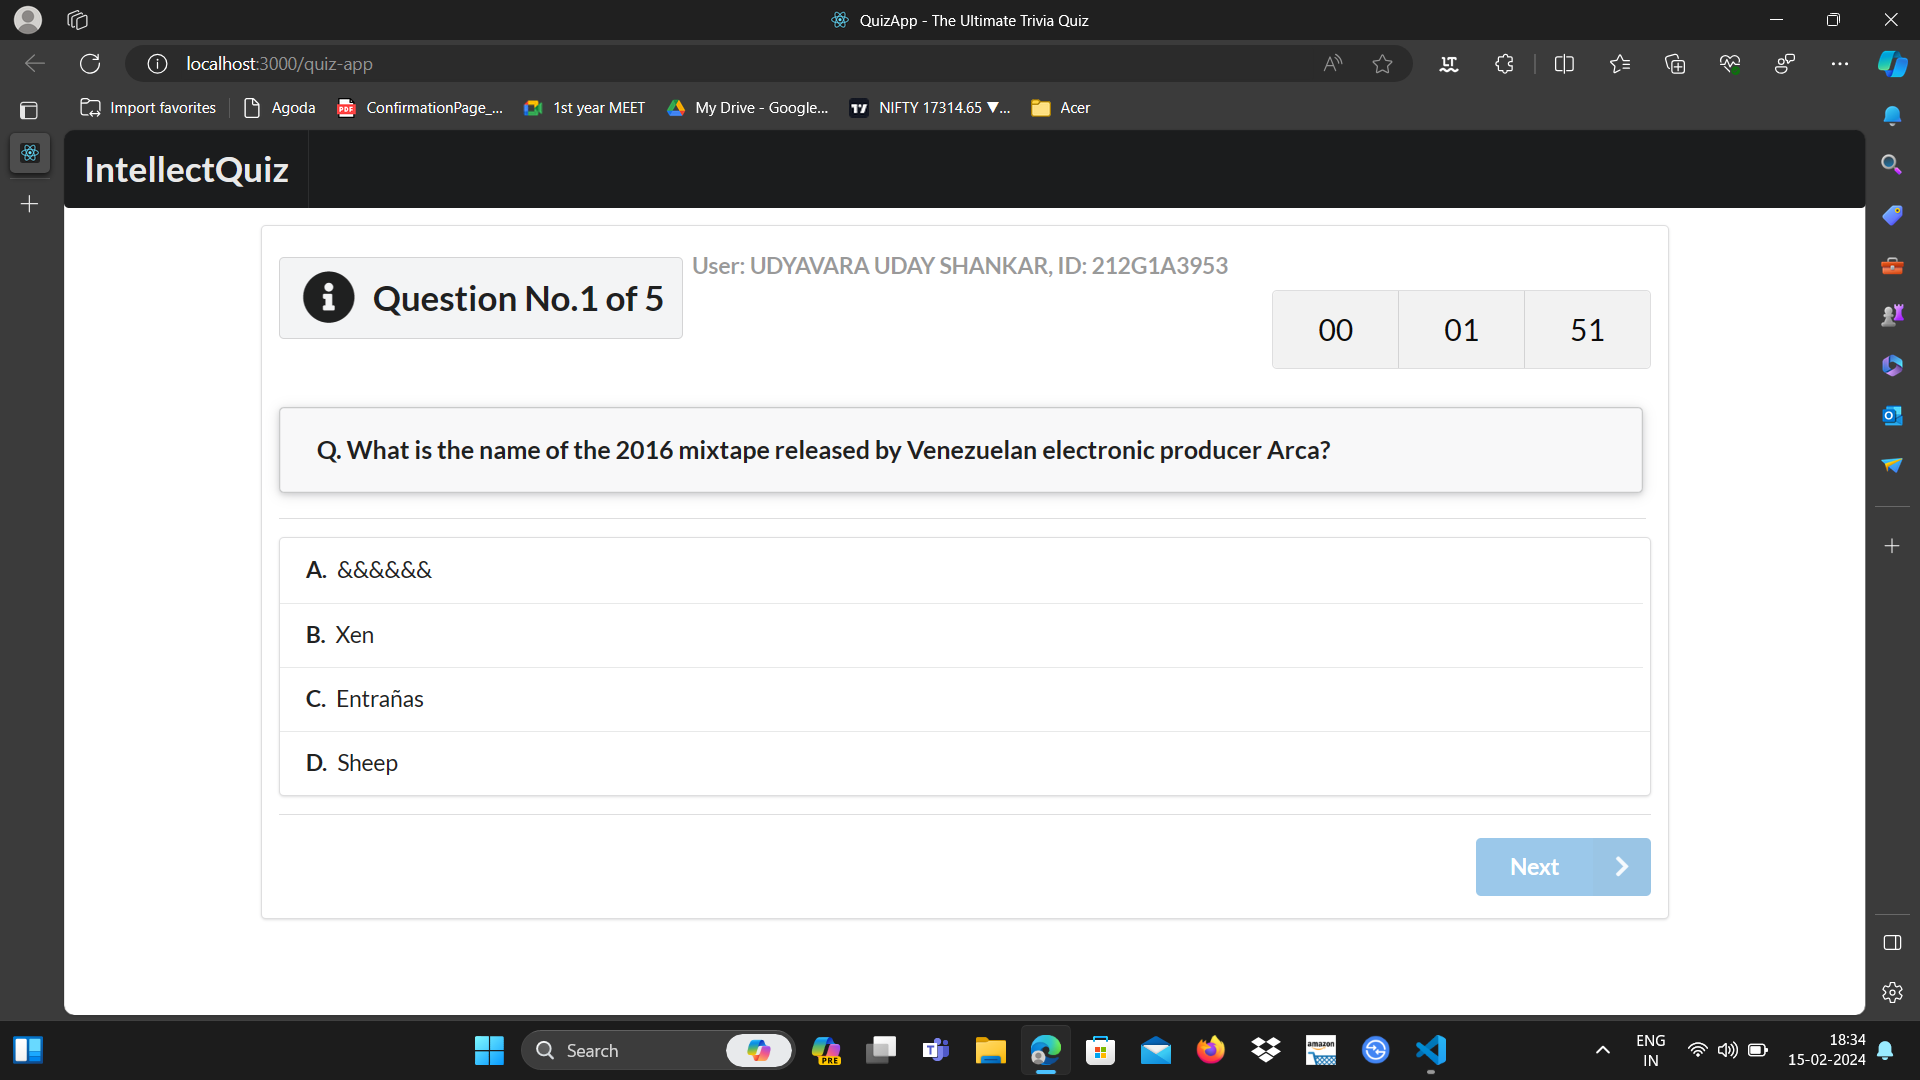 QuizApp - The Ultimate Trivia Quiz
localhost:3000/quiz-app
Import favorites
Agoda
ConfirmationPage_...
1st year MEET
My Drive - Google...
NIFTY 17314.65 ▼...
Acer
IntellectQuiz
Question No.1 of 5
User: UDYAVARA UDAY SHANKAR, ID: 212G1A3953
00 01 51
Q. What is the name of the 2016 mixtape released by Venezuelan electronic producer Arca?
A. &&&&&&
B. Xen
C. Entrañas
D. Sheep
Next
Search
PRE
amazon
ENG
IN
18:34
15-02-2024